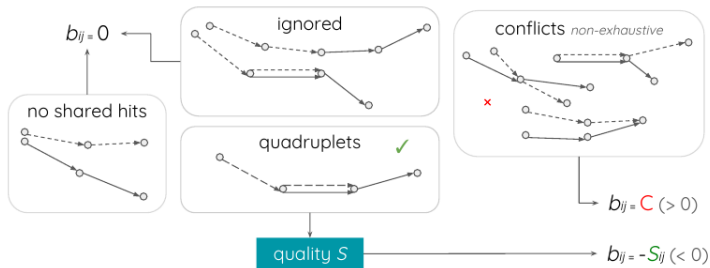 ignored
conflicts non-exhaustive
bij = 0
no shared hits
quadruplets ✓
×
bij = C (> 0)
quality S
bij = -Sij (< 0)